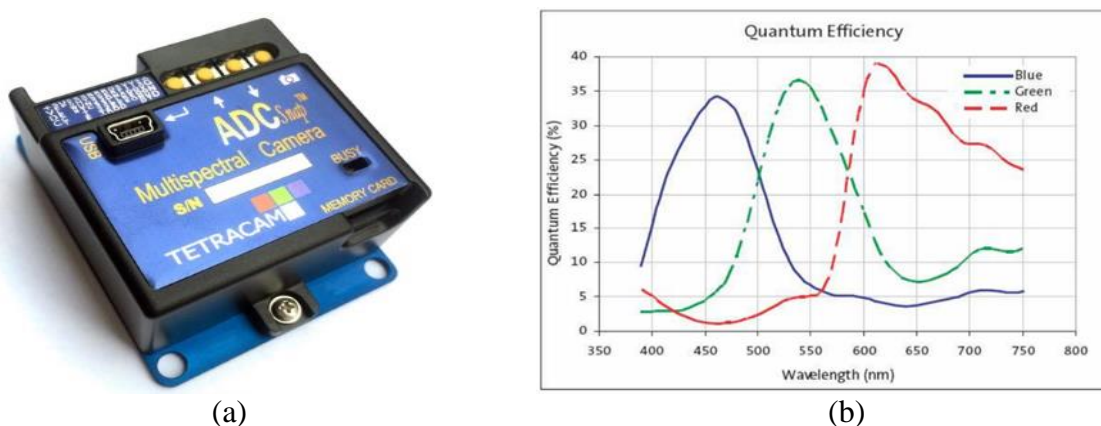 USB
ADC Snap™
Multispectral Camera
S/N
BUSY
MEMORY CARD
TETRACAM
(a)
Quantum Efficiency
Quantum Efficiency (%)
40
35
30
25
20
15
10
5
0
Blue
Green
Red
350 400 450 500 550 600 650 700 750 800
Wavelength (nm)
(b)